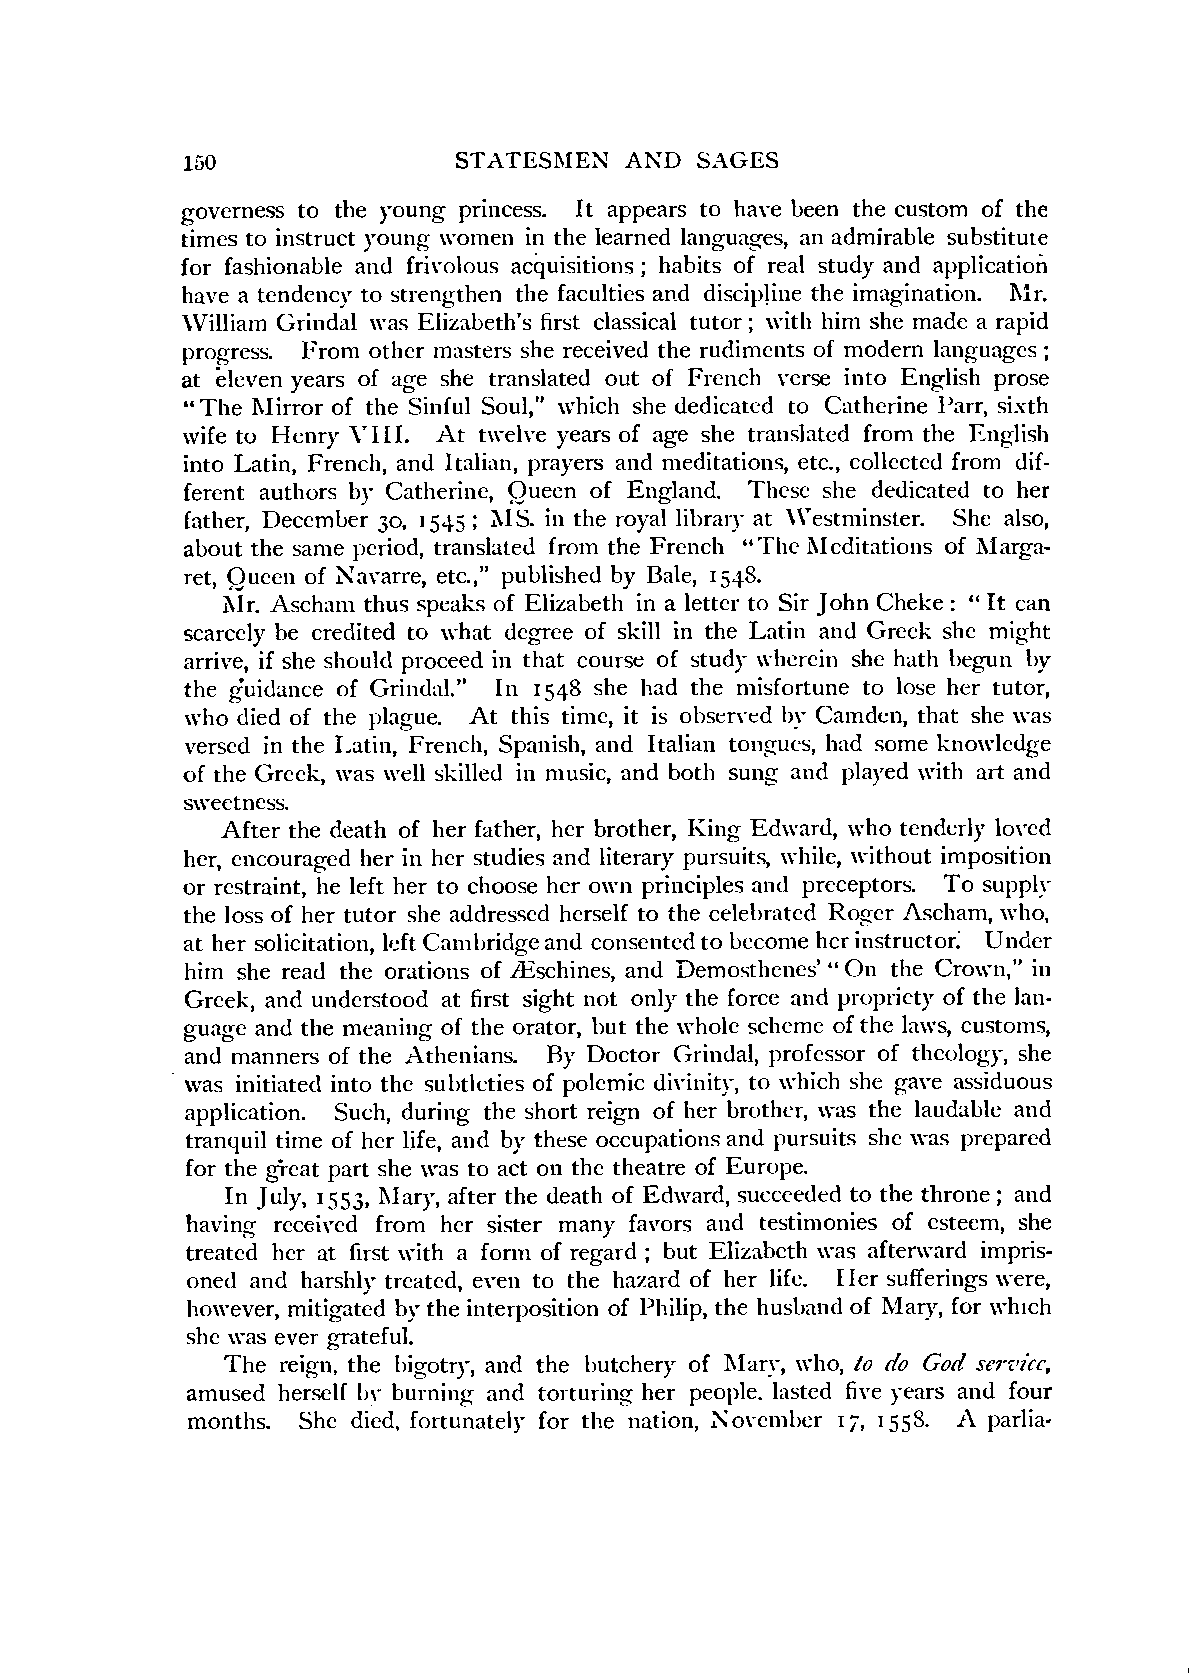 150 STATESMEN AND SAGES
governess to the young princess. It appears to have been the custom of the
times to instruct young women in the learned languages, an admirable substitute
for fashionable and frivolous acquisitions ; habits of real study and application
have a tendency to strengthen the faculties and discipline the imagination. Mr.
William Grindal was Elizabeth's first classical tutor ; with him she made a rapid
progress. From other masters she received the rudiments of modern languages ;
at eleven years of age she translated out of French verse into English prose
"The Mirror of the Sinful Soul," which she dedicated to Catherine Parr, sixth
wife to Henry VIII. At twelve years of age she translated from the English
into Latin, French, and Italian, prayers and meditations, etc., collected from dif-
ferent authors by Catherine, Queen of England. These she dedicated to her
father, December 30, 1545 ; MS. in the royal library at Westminster. She also,
about the same period, translated from the French "The Meditations of Marga-
ret, Queen of Navarre, etc.," published by Bale, 1548.
Mr. Ascham thus speaks of Elizabeth in a letter to Sir John Cheke : " It can
scarcely be credited to what degree of skill in the Latin and Greek she might
arrive, if she should proceed in that course of study wherein she hath begun by
the guidance of Grindal." In 1548 she had the misfortune to lose her tutor,
who died of the plague. At this time, it is observed by Camden, that she was
versed in the Latin, French, Spanish, and Italian tongues, had some knowledge
of the Greek, was well skilled in music, and both sung and played with art and
sweetness.
After the death of her father, her brother, King Edward, who tenderly loved
her, encouraged her in her studies and literary pursuits, while, without imposition
or restraint, he left her to choose her own principles and preceptors. To supply
the loss of her tutor she addressed herself to the celebrated Roger Ascham, who,
at her solicitation, left Cambridge and consented to become her instructor. Under
him she read the orations of Æschines, and Demosthenes' "On the Crown," in
Greek, and understood at first sight not only the force and propriety of the lan-
guage and the meaning of the orator, but the whole scheme of the laws, customs,
and manners of the Athenians. By Doctor Grindal, professor of theology, she
was initiated into the subtleties of polemic divinity, to which she gave assiduous
application. Such, during the short reign of her brother, was the laudable and
tranquil time of her life, and by these occupations and pursuits she was prepared
for the great part she was to act on the theatre of Europe.
In July, 1553, Mary, after the death of Edward, succeeded to the throne ; and
having received from her sister many favors and testimonies of esteem, she
treated her at first with a form of regard ; but Elizabeth was afterward impris-
oned and harshly treated, even to the hazard of her life. Her sufferings were,
however, mitigated by the interposition of Philip, the husband of Mary, for which
she was ever grateful.
The reign, the bigotry, and the butchery of Mary, who, to do God service,
amused herself by burning and torturing her people. lasted five years and four
months. She died, fortunately for the nation, November 17, 1558. A parlia-